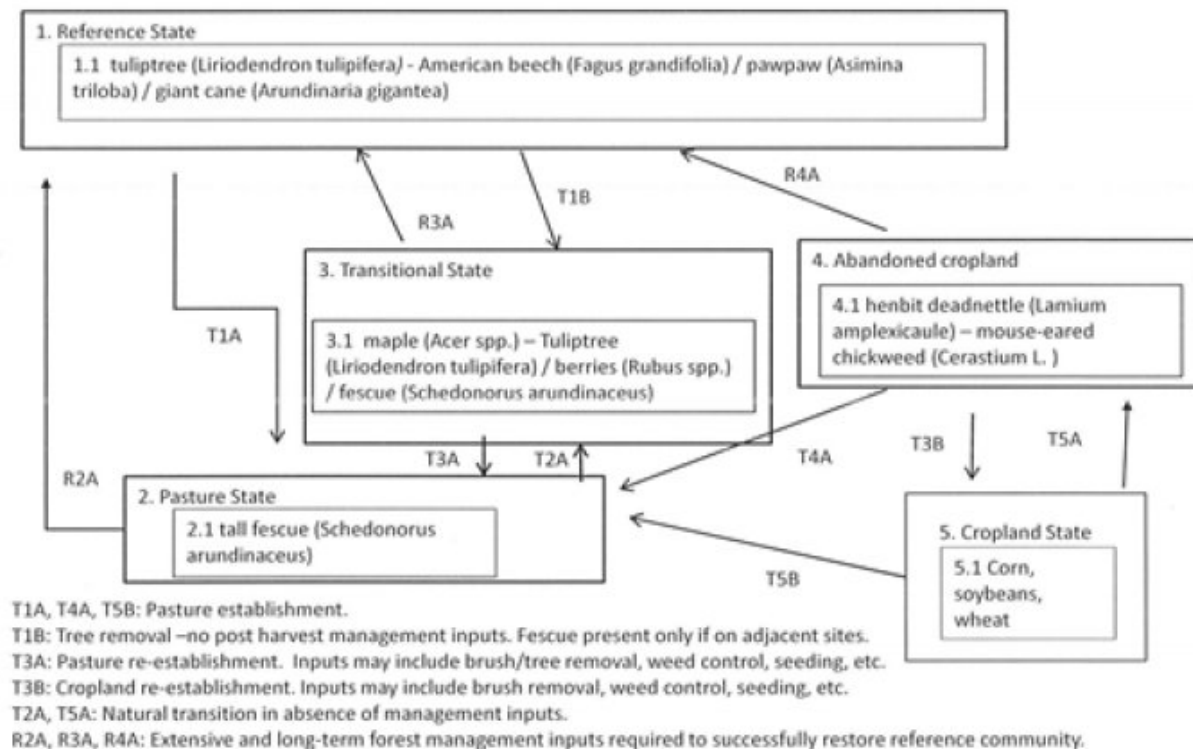 1. Reference State
1.1 tuliptree (Liriodendron tulipifera) - American beech (Fagus grandifolia) / pawpaw (Asimina
triloba) / giant cane (Arundinaria gigantea)
R4A
T1B
R3A
3. Transitional State
4. Abandoned cropland
3.1 maple (Acer spp.) – Tuliptree
(Liriodendron tulipifera) / berries (Rubus spp.)
/ fescue (Schedonorus arundinaceus)
4.1 henbit deadnettle (Lamium
amplexicaule) – mouse-eared
chickweed (Cerastium L. )
T1A
T3A
T2A
T4A
T3B
T5A
R2A
2. Pasture State
2.1 tall fescue (Schedonorus
arundinaceus)
5. Cropland State
5.1 Corn,
soybeans,
wheat
T5B
T1A, T4A, T5B: Pasture establishment.
T1B: Tree removal –no post harvest management inputs. Fescue present only if on adjacent sites.
T3A: Pasture re-establishment. Inputs may include brush/tree removal, weed control, seeding, etc.
T3B: Cropland re-establishment. Inputs may include brush removal, weed control, seeding, etc.
T2A, T5A: Natural transition in absence of management inputs.
R2A, R3A, R4A: Extensive and long-term forest management inputs required to successfully restore reference community.